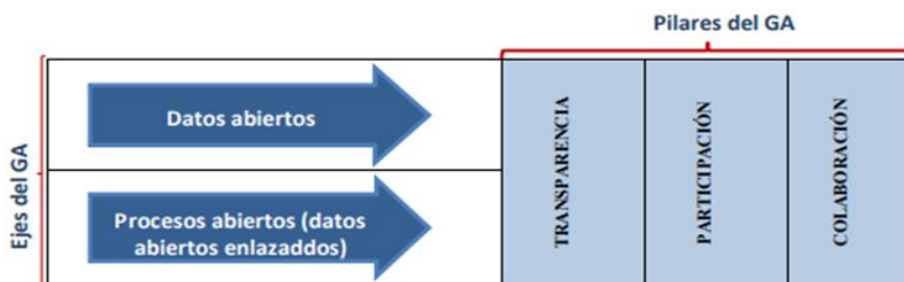 Pilares del GA
Ejes del GA
Datos abiertos
Procesos abiertos (datos
abiertos enlazaddos)
TRANSPARENCIA
PARTICIPACIÓN
COLABORACIÓN